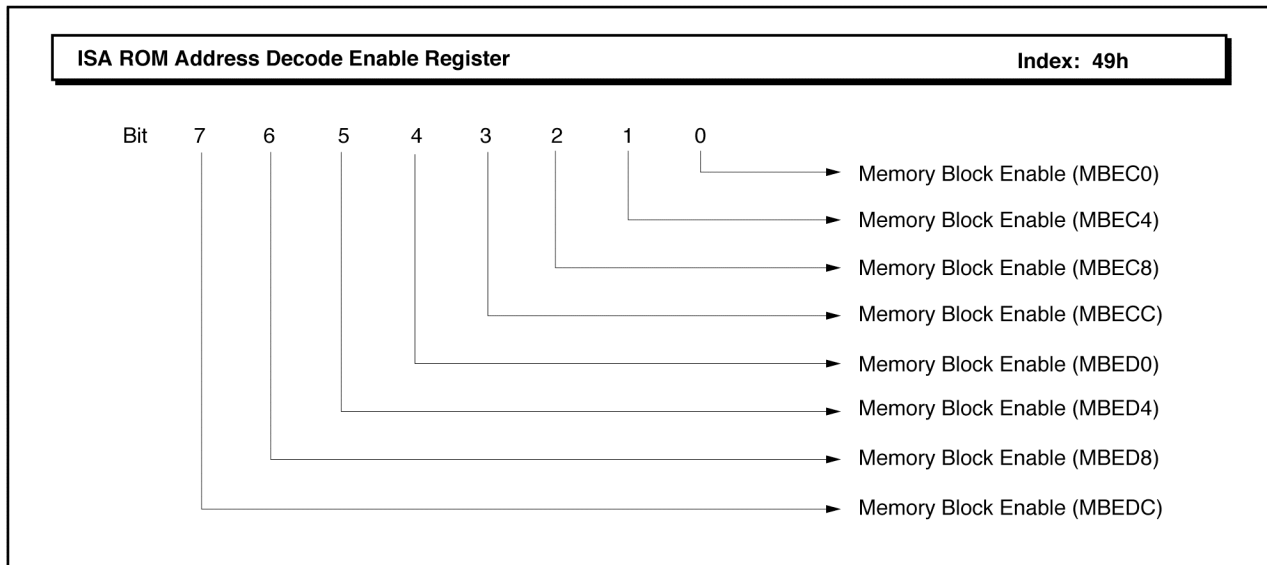 ISA ROM Address Decode Enable Register Index: 49h
Bit 7 6 5 4 3 2 1 0
Memory Block Enable (MBEC0)
Memory Block Enable (MBEC4)
Memory Block Enable (MBEC8)
Memory Block Enable (MBECC)
Memory Block Enable (MBED0)
Memory Block Enable (MBED4)
Memory Block Enable (MBED8)
Memory Block Enable (MBEDC)